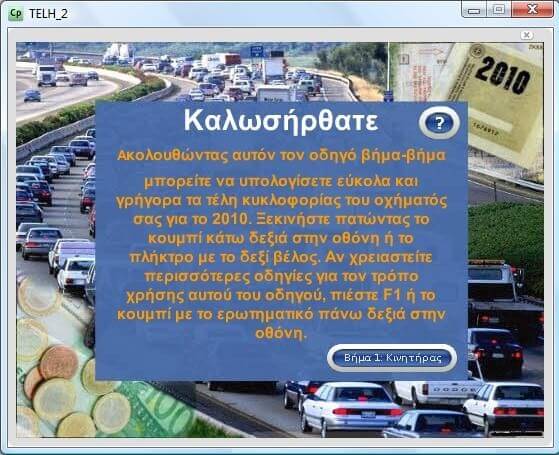 Cp TELH_2
2010
Καλωσήρθατε
?
Ακολουθώντας αυτόν τον οδηγό βήμα-βήμα
μπορείτε να υπολογίσετε εύκολα και
γρήγορα τα τέλη κυκλοφορίας του οχήματός
σας για το 2010. Ξεκινήστε πατώντας το
κουμπί κάτω δεξιά στην οθόνη ή το
πλήκτρο με το δεξί βέλος. Αν χρειαστείτε
περισσότερες οδηγίες για τον τρόπο
χρήσης αυτού του οδηγού, πιέστε F1 ή το
κουμπί με το ερωτηματικό πάνω δεξιά στην
οθόνη.
Βήμα 1: Κινητήρας